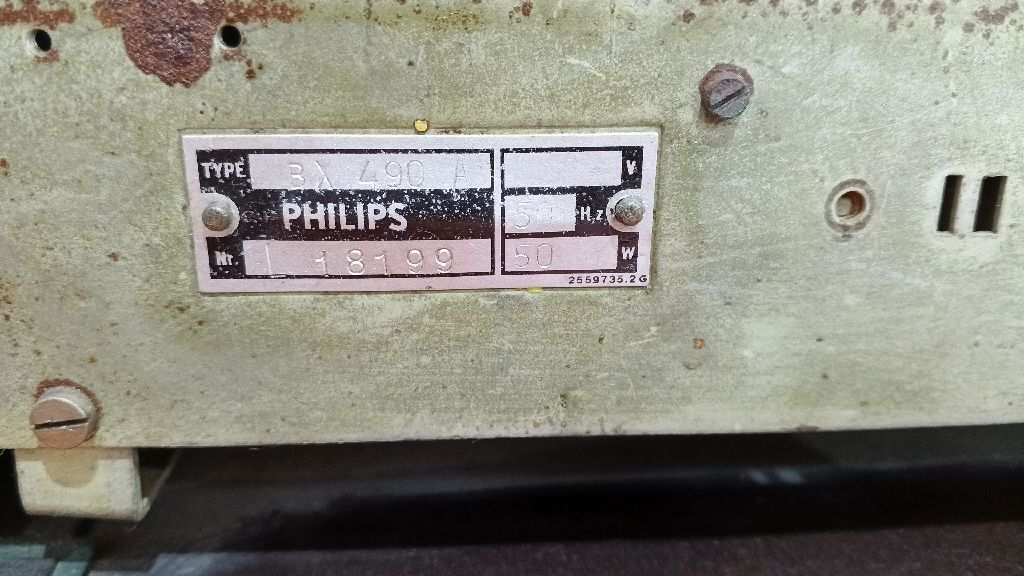 TYPE BX 490 A V
PHILIPS 50 Hz
Nr. L 18199 50 W
2559735.2G